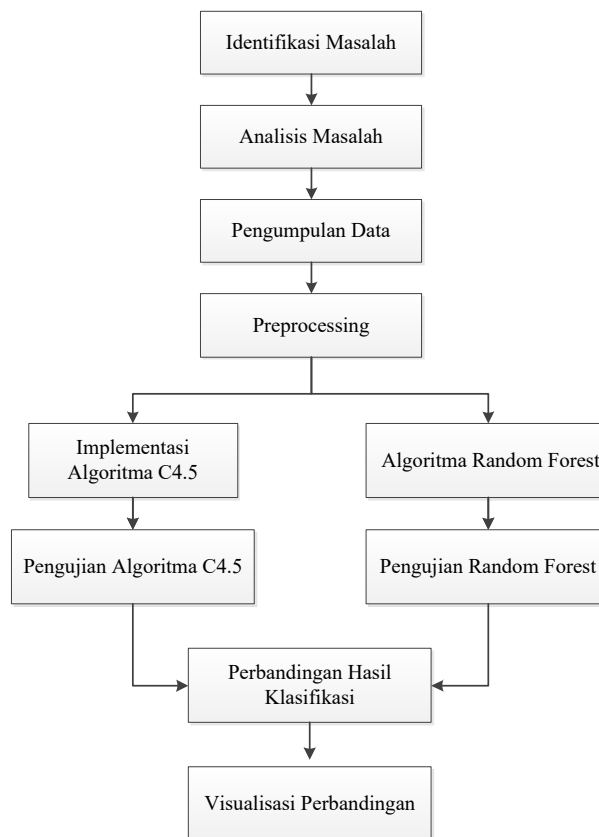 Identifikasi Masalah
Analisis Masalah
Pengumpulan Data
Preprocessing
Implementasi
Algoritma C4.5
Algoritma Random Forest
Pengujian Algoritma C4.5
Pengujian Random Forest
Perbandingan Hasil
Klasifikasi
Visualisasi Perbandingan